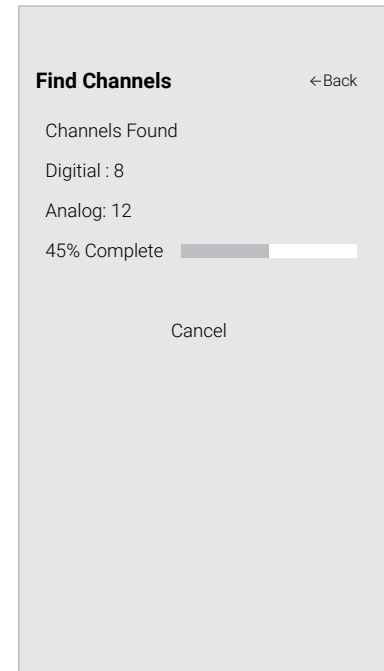 Find Channels ←Back
Channels Found
Digitial : 8
Analog: 12
45% Complete
Cancel